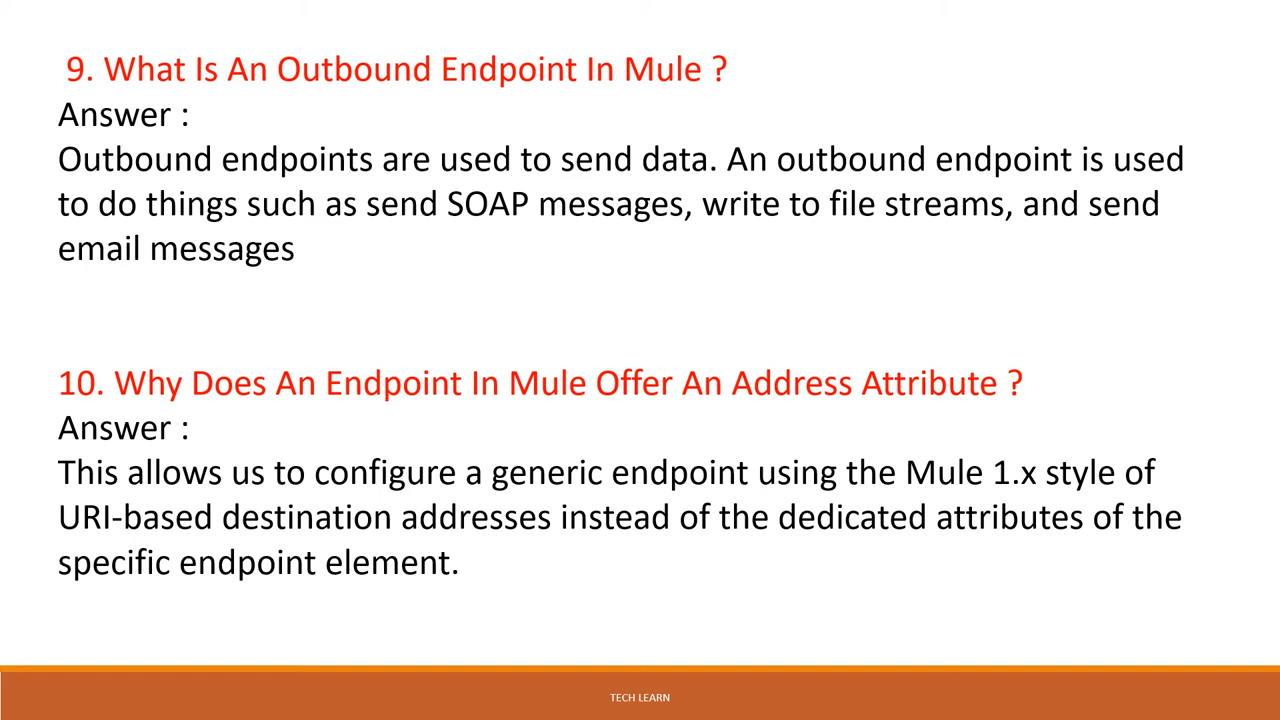 9. What Is An Outbound Endpoint In Mule ?
Answer :
Outbound endpoints are used to send data. An outbound endpoint is used
to do things such as send SOAP messages, write to file streams, and send
email messages
10. Why Does An Endpoint In Mule Offer An Address Attribute ?
Answer :
This allows us to configure a generic endpoint using the Mule 1.x style of
URI-based destination addresses instead of the dedicated attributes of the
specific endpoint element.
TECH LEARN